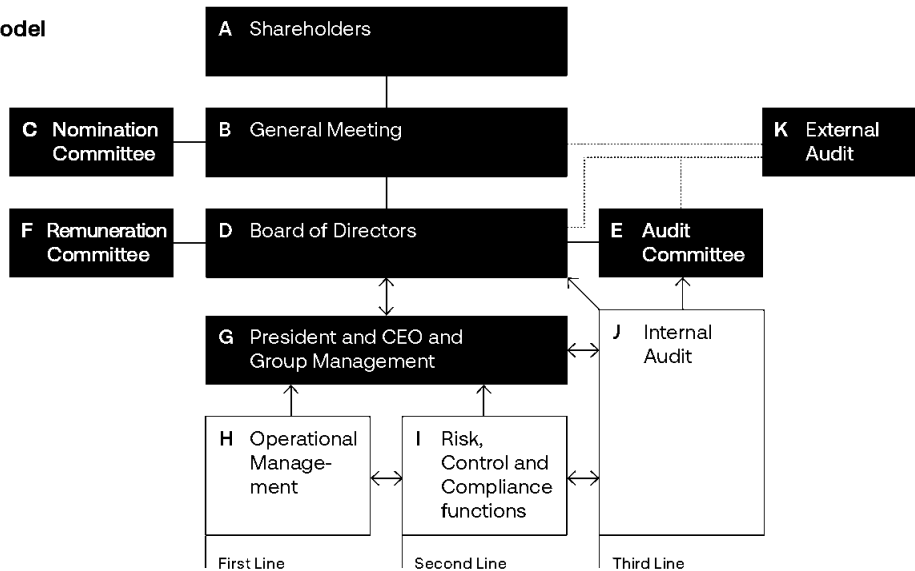 odel
A Shareholders
C Nomination
Committee
B General Meeting
K External
Audit
F Remuneration
Committee
D Board of Directors
E Audit
Committee
G President and CEO and
Group Management
J Internal
Audit
H Operational
Manage-
ment
I Risk,
Control and
Compliance
functions
First Line
Second Line
Third Line